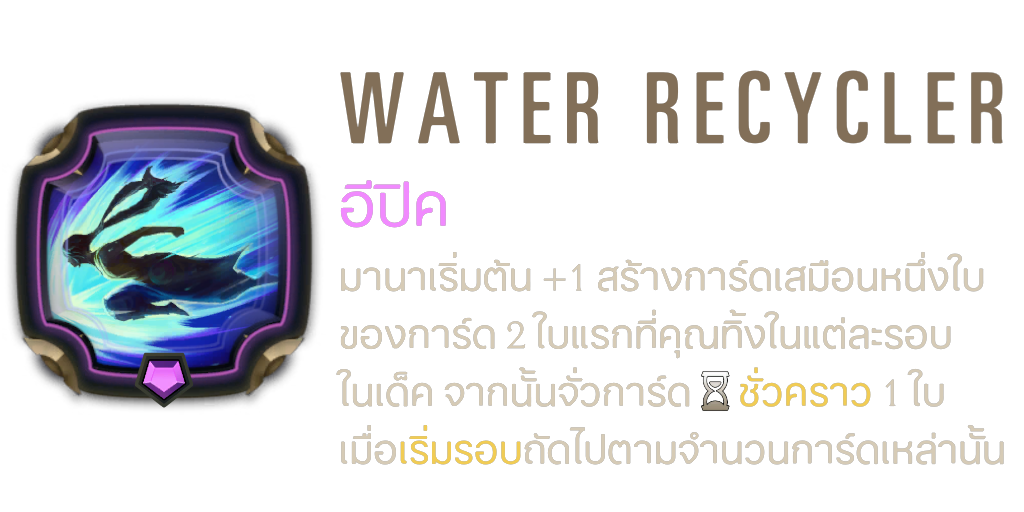 WATER RECYCLER
อีปิค
มานาเริ่มต้น +1 สร้างการ์ดเสมือนหนึ่งใบ
ของการ์ด 2 ใบแรกที่คุณทิ้งในแต่ละรอบ
ในเด็ค จากนั้นจั่วการ์ด ชั่วคราว 1 ใบ
เมื่อเริ่มรอบถัดไปตามจำนวนการ์ดเหล่านั้น